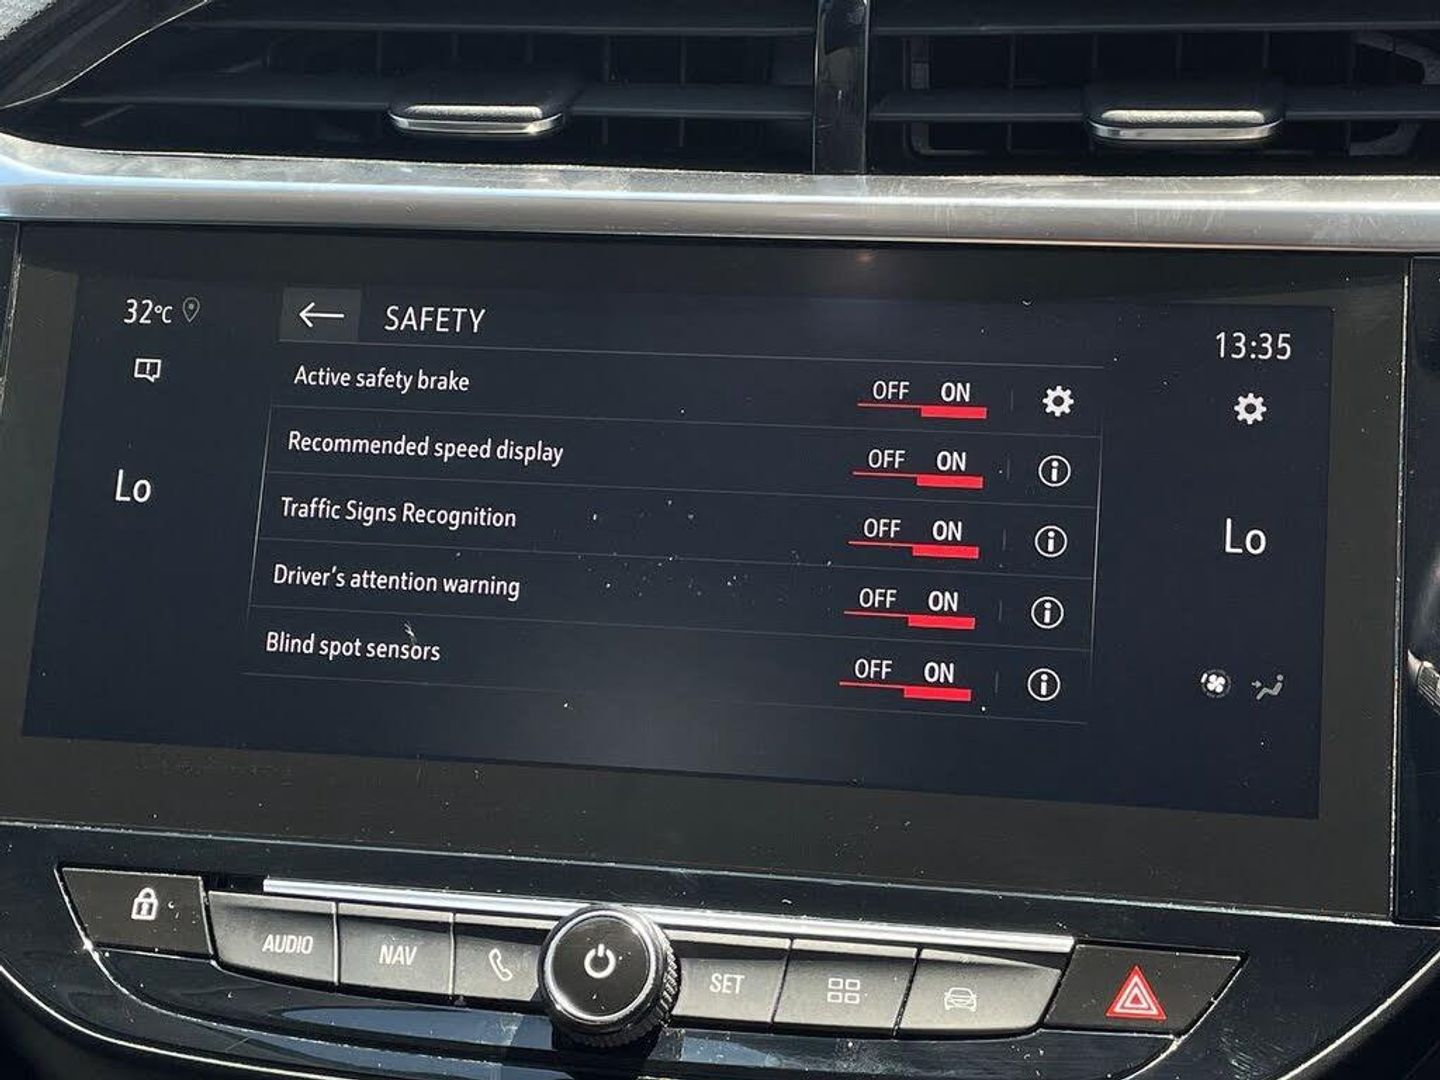 32°C
SAFETY
13:35
Active safety brake OFF ON
Recommended speed display OFF ON
Lo
Traffic Signs Recognition OFF ON
Lo
Driver's attention warning OFF ON
Blind spot sensors OFF ON
AUDIO NAV SET